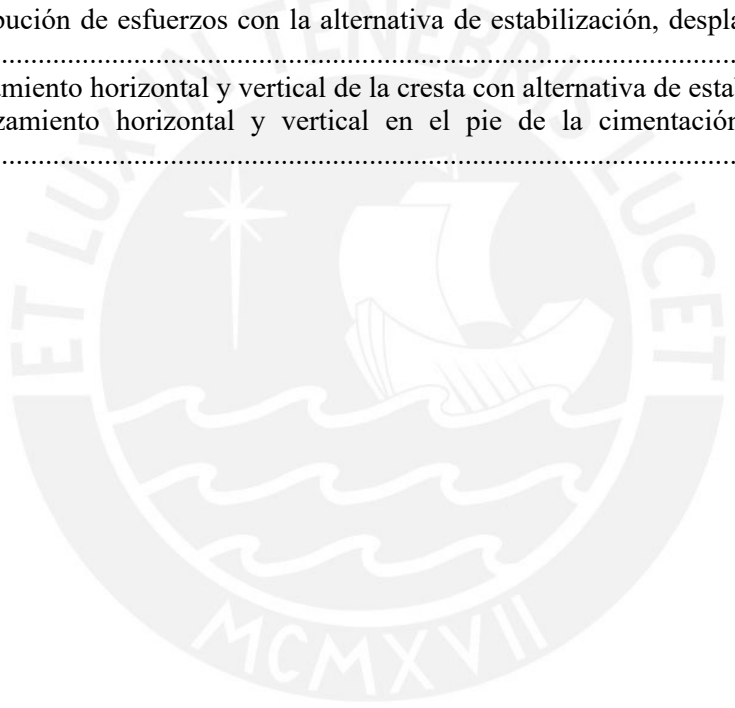 bución de esfuerzos con la alternativa de estabilización, despla
....................................................................................................................
miento horizontal y vertical de la cresta con alternativa de estab
zamiento horizontal y vertical en el pie de la cimentación
....................................................................................................................
ET LUX IN TENEBRIS LUCET
MCMXVII